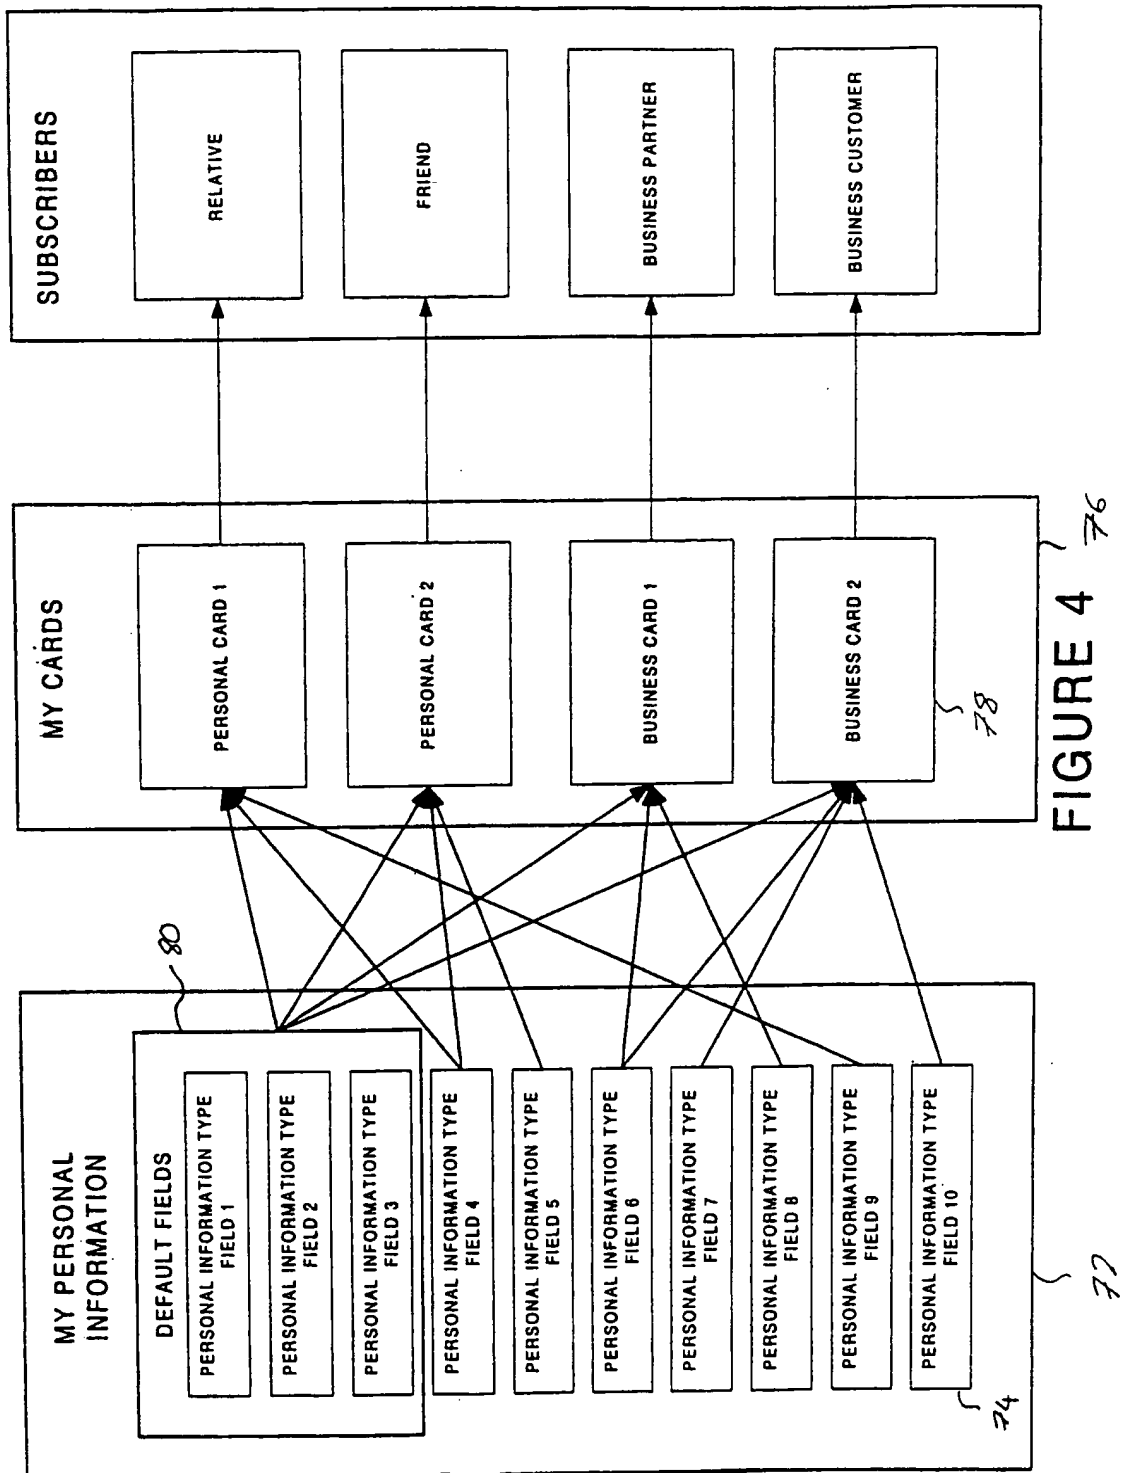 MY PERSONAL
INFORMATION
DEFAULT FIELDS
PERSONAL INFORMATION TYPE
FIELD 1
PERSONAL INFORMATION TYPE
FIELD 2
PERSONAL INFORMATION TYPE
FIELD 3
PERSONAL INFORMATION TYPE
FIELD 4
PERSONAL INFORMATION TYPE
FIELD 5
PERSONAL INFORMATION TYPE
FIELD 6
PERSONAL INFORMATION TYPE
FIELD 7
PERSONAL INFORMATION TYPE
FIELD 8
PERSONAL INFORMATION TYPE
FIELD 9
PERSONAL INFORMATION TYPE
FIELD 10
80
74
77
MY CARDS
PERSONAL CARD 1
PERSONAL CARD 2
BUSINESS CARD 1
BUSINESS CARD 2
78
76
SUBSCRIBERS
RELATIVE
FRIEND
BUSINESS PARTNER
BUSINESS CUSTOMER
FIGURE 4